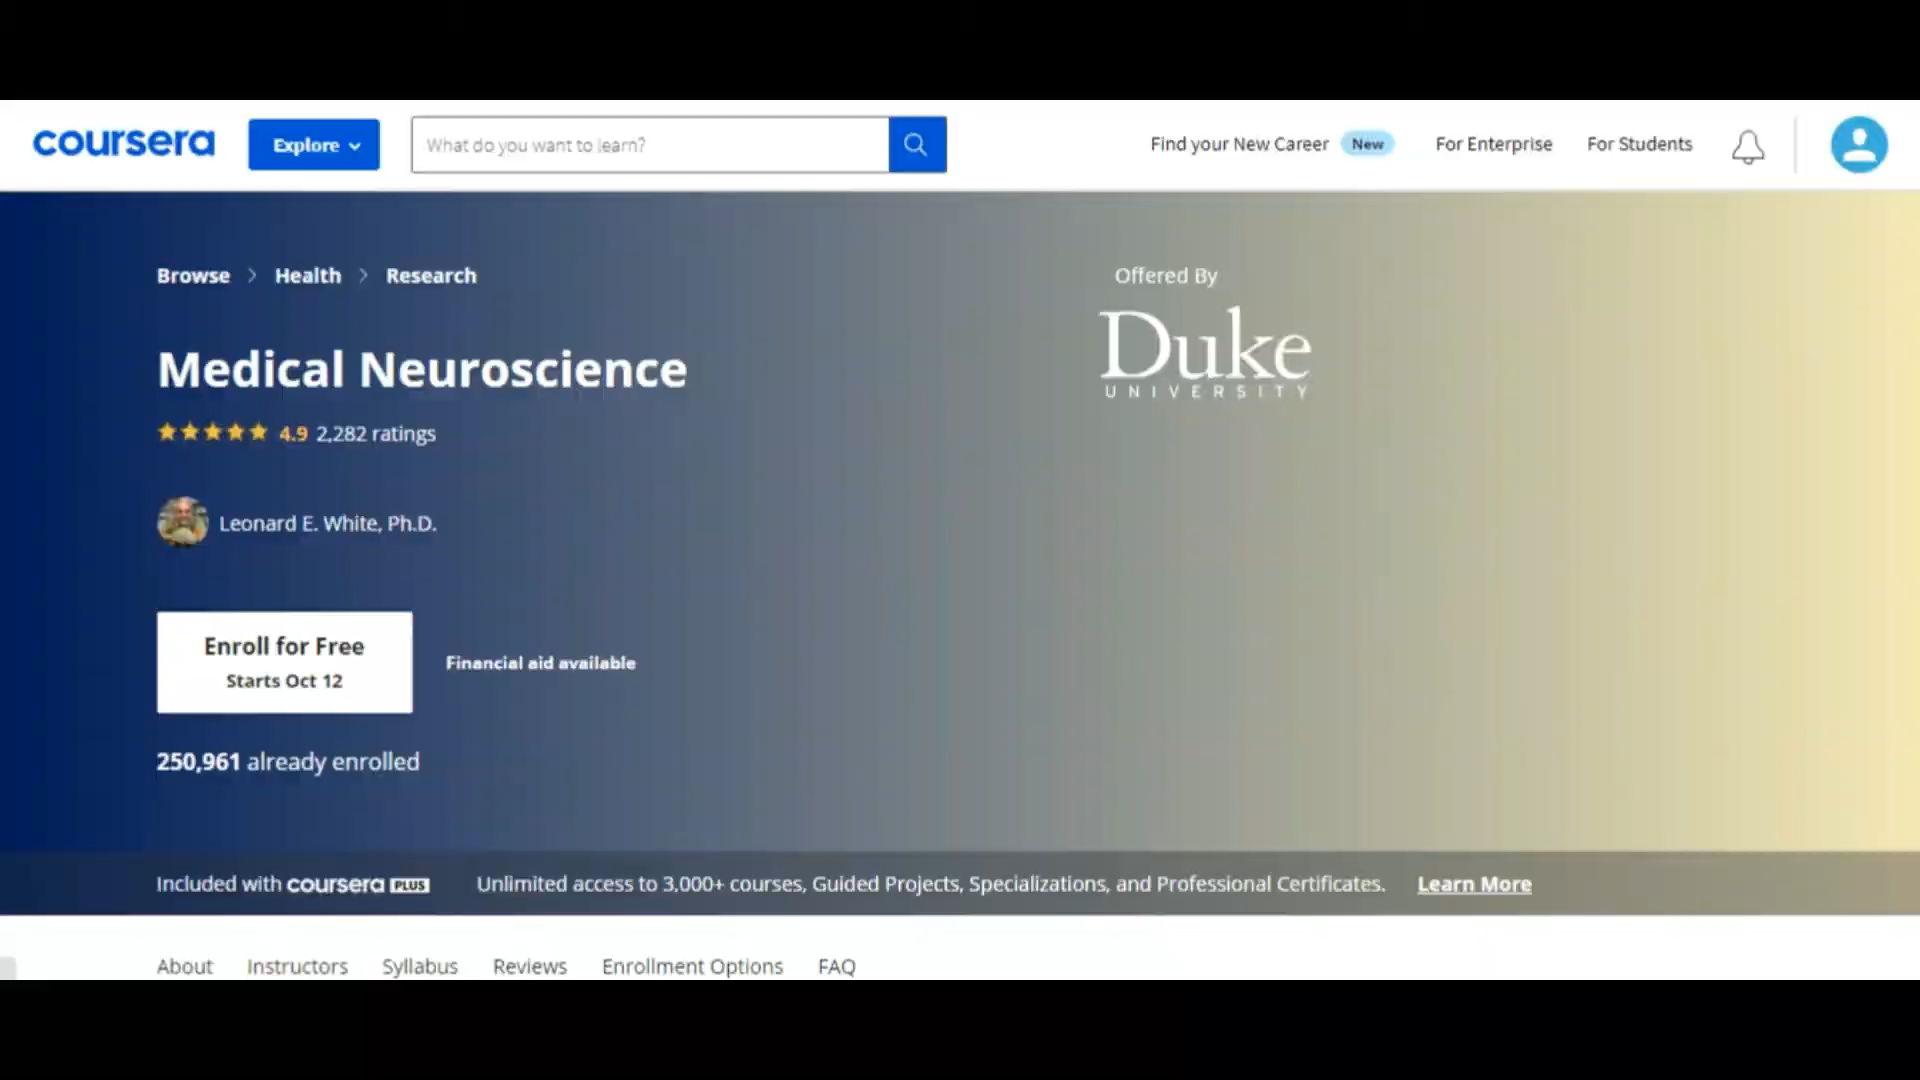 coursera
Explore
What do you want to learn?
Find your New Career New
For Enterprise
For Students
Browse > Health > Research
Offered By
Duke
UNIVERSITY
Medical Neuroscience
4.9 2,282 ratings
Leonard E. White, Ph.D.
Enroll for Free
Starts Oct 12
Financial aid available
250,961 already enrolled
Included with coursera PLUS
Unlimited access to 3,000+ courses, Guided Projects, Specializations, and Professional Certificates.
Learn More
About
Instructors
Syllabus
Reviews
Enrollment Options
FAQ